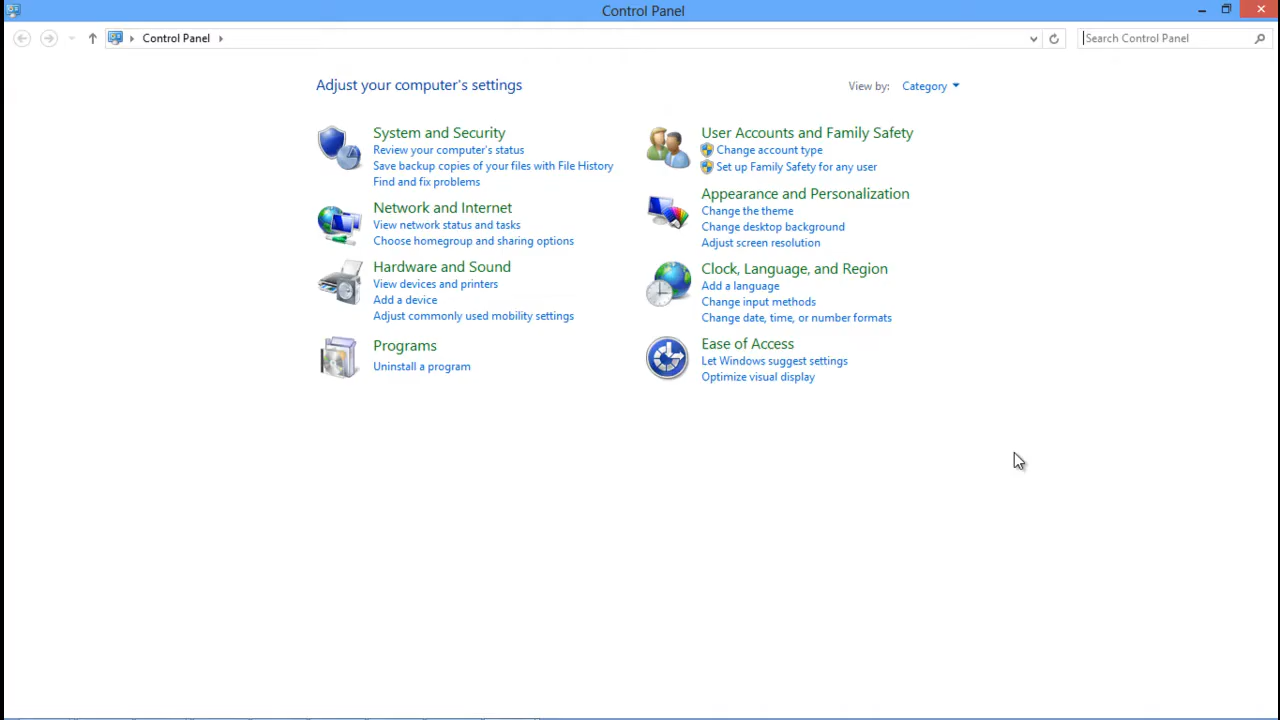 Control Panel
Control Panel
Search Control Panel
Adjust your computer's settings
View by: Category
System and Security
Review your computer's status
Save backup copies of your files with File History
Find and fix problems
Network and Internet
View network status and tasks
Choose homegroup and sharing options
Hardware and Sound
View devices and printers
Add a device
Adjust commonly used mobility settings
Programs
Uninstall a program
User Accounts and Family Safety
Change account type
Set up Family Safety for any user
Appearance and Personalization
Change the theme
Change desktop background
Adjust screen resolution
Clock, Language, and Region
Add a language
Change input methods
Change date, time, or number formats
Ease of Access
Let Windows suggest settings
Optimize visual display